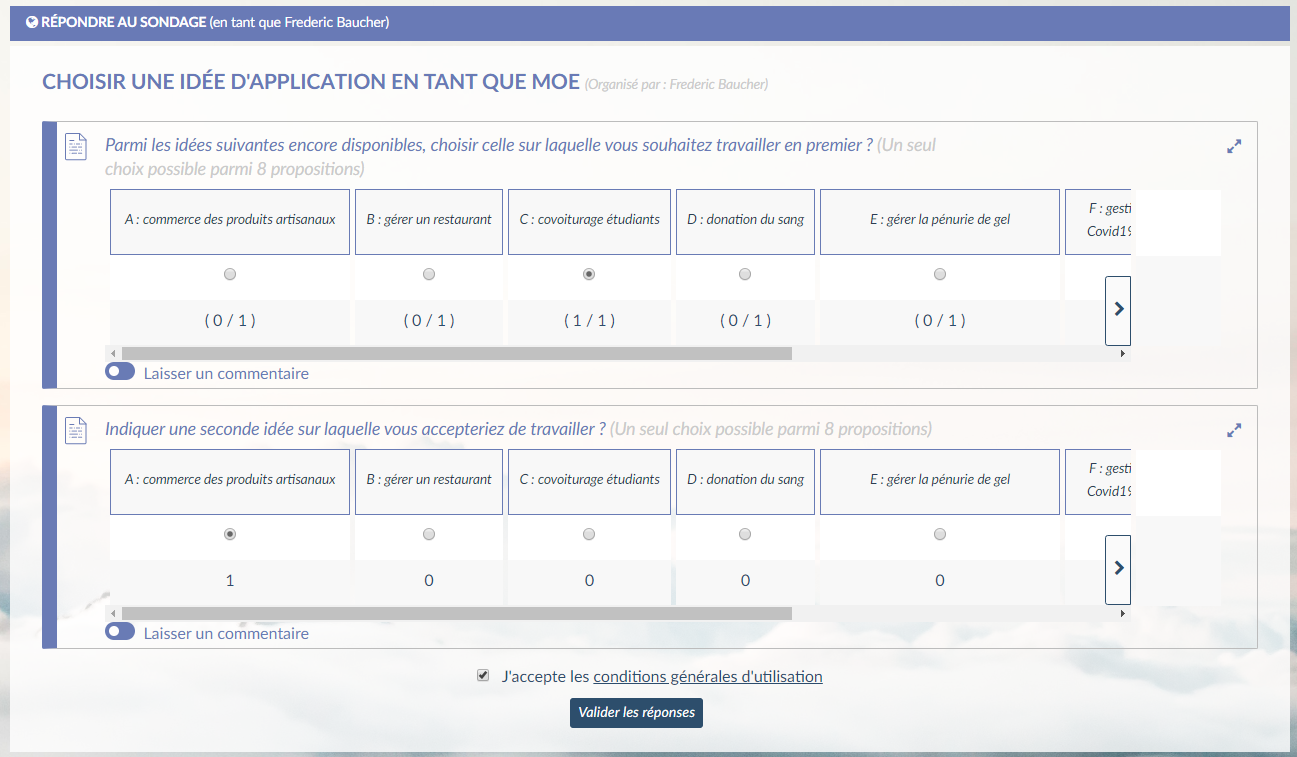 RÉPONDRE AU SONDAGE (en tant que Frederic Baucher)
CHOISIR UNE IDÉE D'APPLICATION EN TANT QUE MOE (Organisé par : Frederic Baucher)
Parmi les idées suivantes encore disponibles, choisir celle sur laquelle vous souhaitez travailler en premier ? (Un seul
choix possible parmi 8 propositions)
A : commerce des produits artisanaux B : gérer un restaurant C : covoiturage étudiants D : donation du sang E : gérer la pénurie de gel F : gesti
Covid19
( 0 / 1 ) ( 0 / 1 ) ( 1 / 1 ) ( 0 / 1 ) ( 0 / 1 )
Laisser un commentaire
Indiquer une seconde idée sur laquelle vous accepteriez de travailler ? (Un seul choix possible parmi 8 propositions)
A : commerce des produits artisanaux B : gérer un restaurant C : covoiturage étudiants D : donation du sang E : gérer la pénurie de gel F : gesti
Covid19
1 0 0 0 0
Laisser un commentaire
J'accepte les conditions générales d'utilisation
Valider les réponses